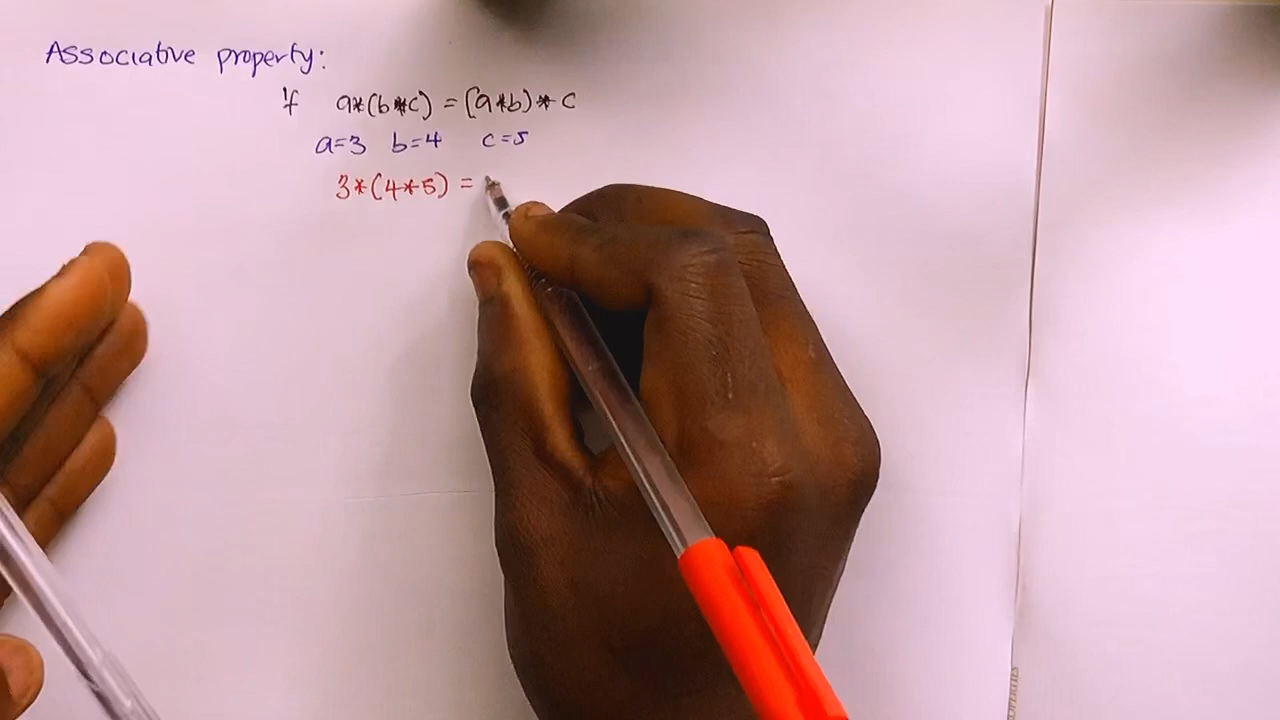 Associative property:
If a*(b*c) = (a*b)*c
a=3 b=4 c=5
3*(4*5) =